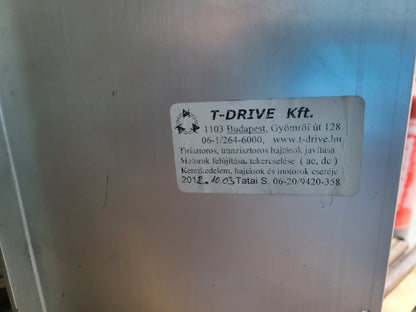 T-DRIVE Kft.
1103 Budapest, Gyömrői út 128
06-1/264-6000, www.t-drive.hu
Tirisztoros, tranzisztoros hajtások javítása
Motorok felújítása, tekercselése ( ac, dc )
Kereskedelem, hajtások és motorok cseréje
2012.10.03 Tatai S. 06-20/9420-358